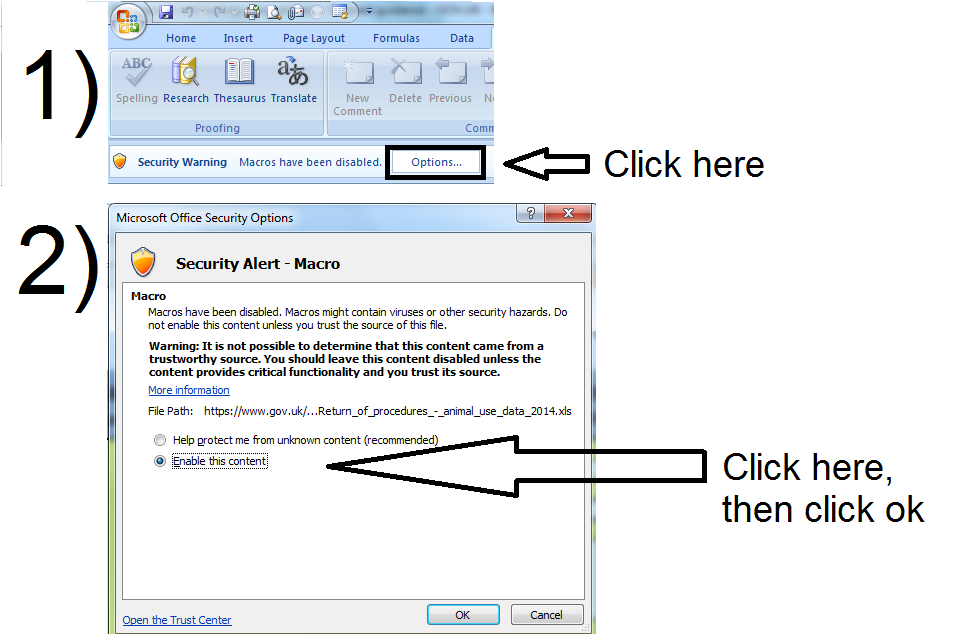 1)
Home Insert Page Layout Formulas Data
ABC
Spelling Research Thesaurus Translate
New Comment Delete Previous
Proofing
Security Warning Macros have been disabled. Options...
Click here
2)
Microsoft Office Security Options
Security Alert - Macro
Macro
Macros have been disabled. Macros might contain viruses or other security hazards. Do
not enable this content unless you trust the source of this file.
Warning: It is not possible to determine that this content came from a
trustworthy source. You should leave this content disabled unless the
content provides critical functionality and you trust its source.
More information
File Path: https://www.gov.uk/...Return_of_procedures_-_animal_use_data_2014.xls
Help protect me from unknown content (recommended)
Enable this content
Click here,
then click ok
Open the Trust Center OK Cancel